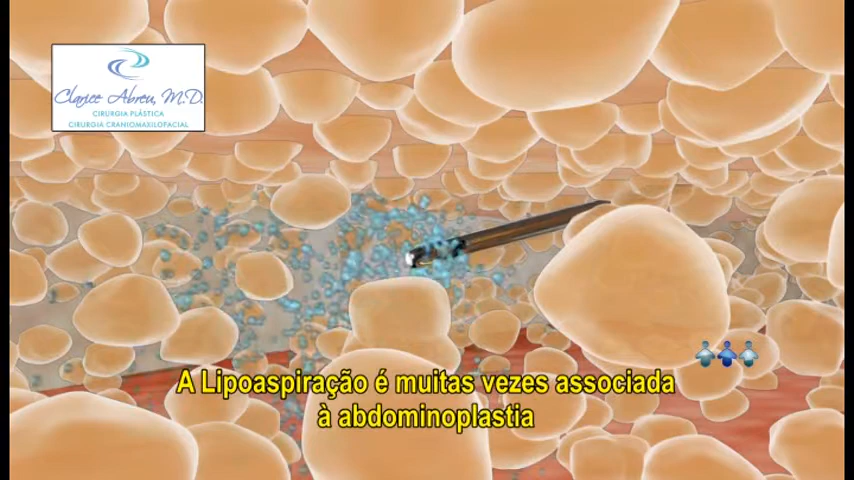 Clarice Abreu, M.D.
CIRURGIA PLÁSTICA
CIRURGIA CRANIOMAXILOFACIAL
A Lipoaspiração é muitas vezes associada
à abdominoplastia